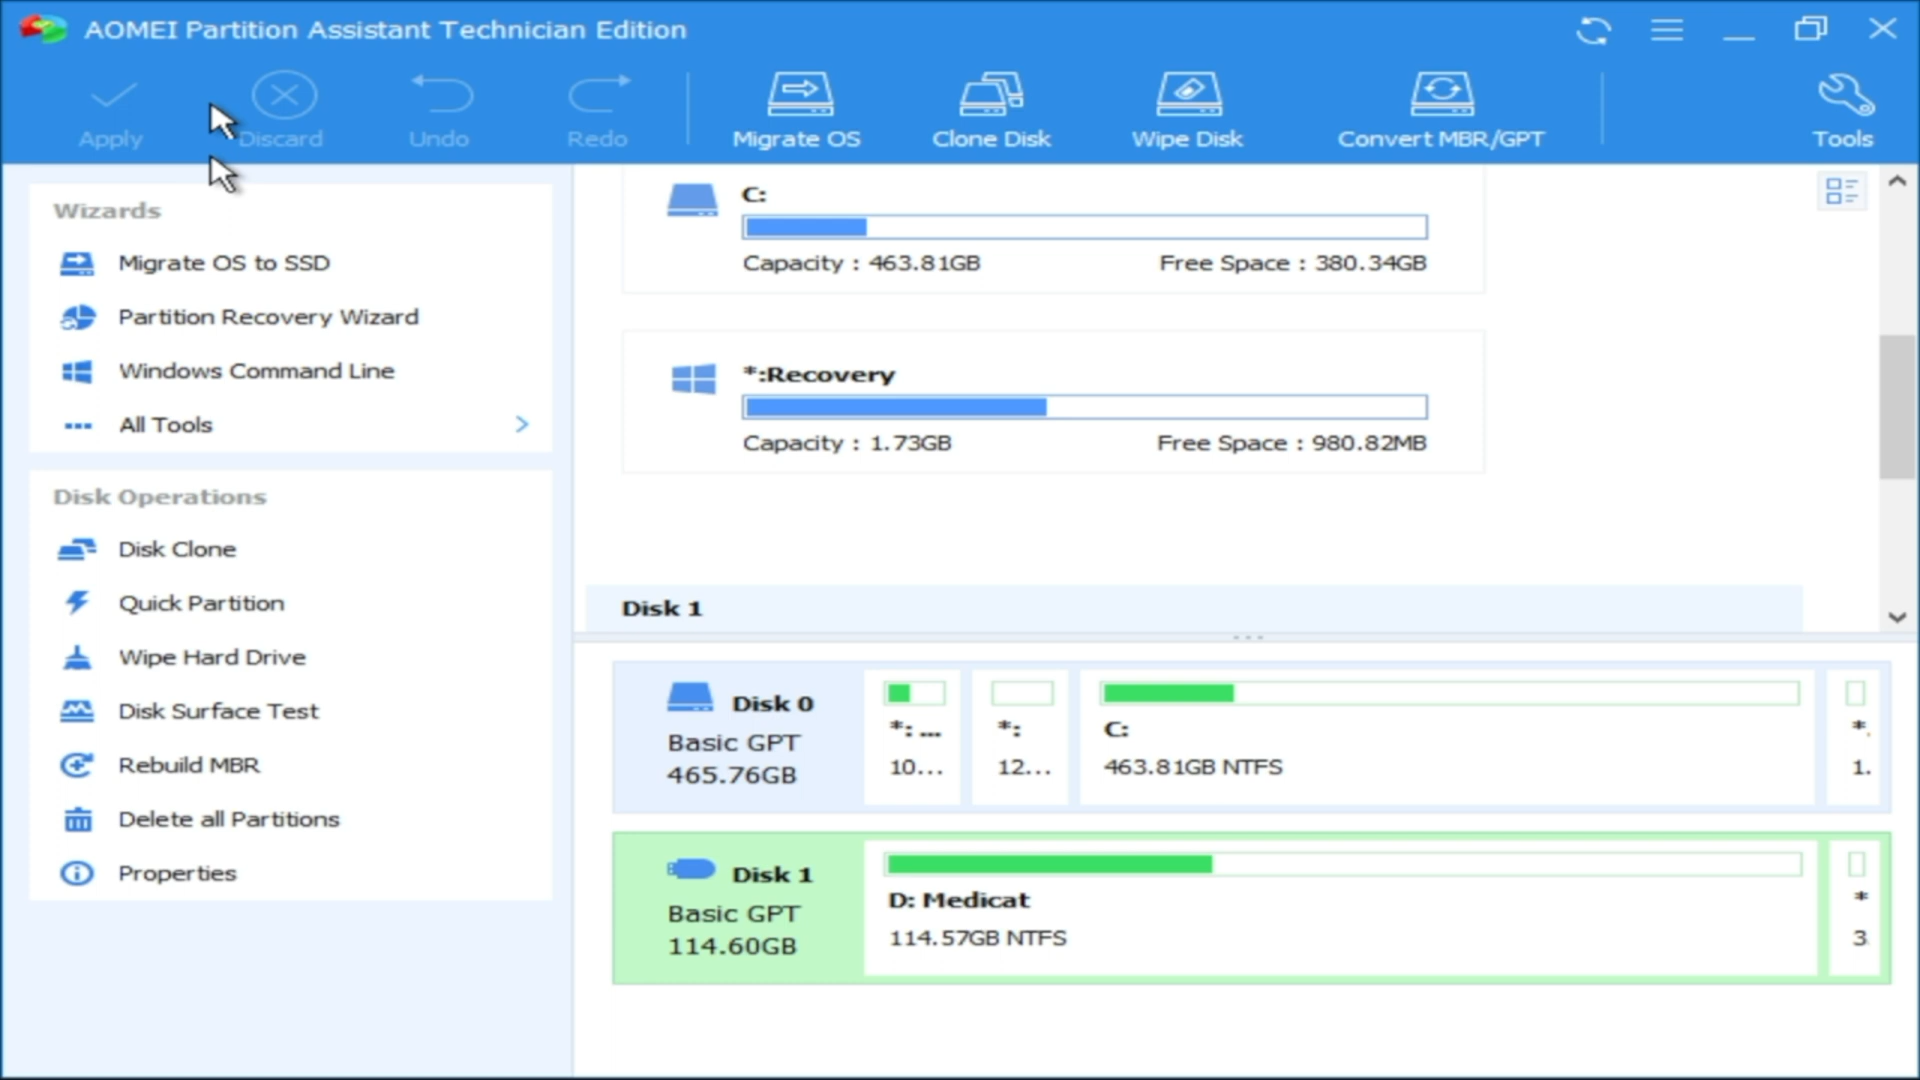 AOMEI Partition Assistant Technician Edition
Apply
Discard
Undo
Redo
Migrate OS
Clone Disk
Wipe Disk
Convert MBR/GPT
Tools
Wizards
Migrate OS to SSD
Partition Recovery Wizard
Windows Command Line
All Tools
Disk Operations
Disk Clone
Quick Partition
Wipe Hard Drive
Disk Surface Test
Rebuild MBR
Delete all Partitions
Properties
C:
Capacity : 463.81GB Free Space : 380.34GB
*:Recovery
Capacity : 1.73GB Free Space : 980.82MB
Disk 1
Disk 0
Basic GPT
465.76GB
*: ...
10...
*:
12...
C:
463.81GB NTFS
*.
1.
Disk 1
Basic GPT
114.60GB
D: Medicat
114.57GB NTFS
*
3